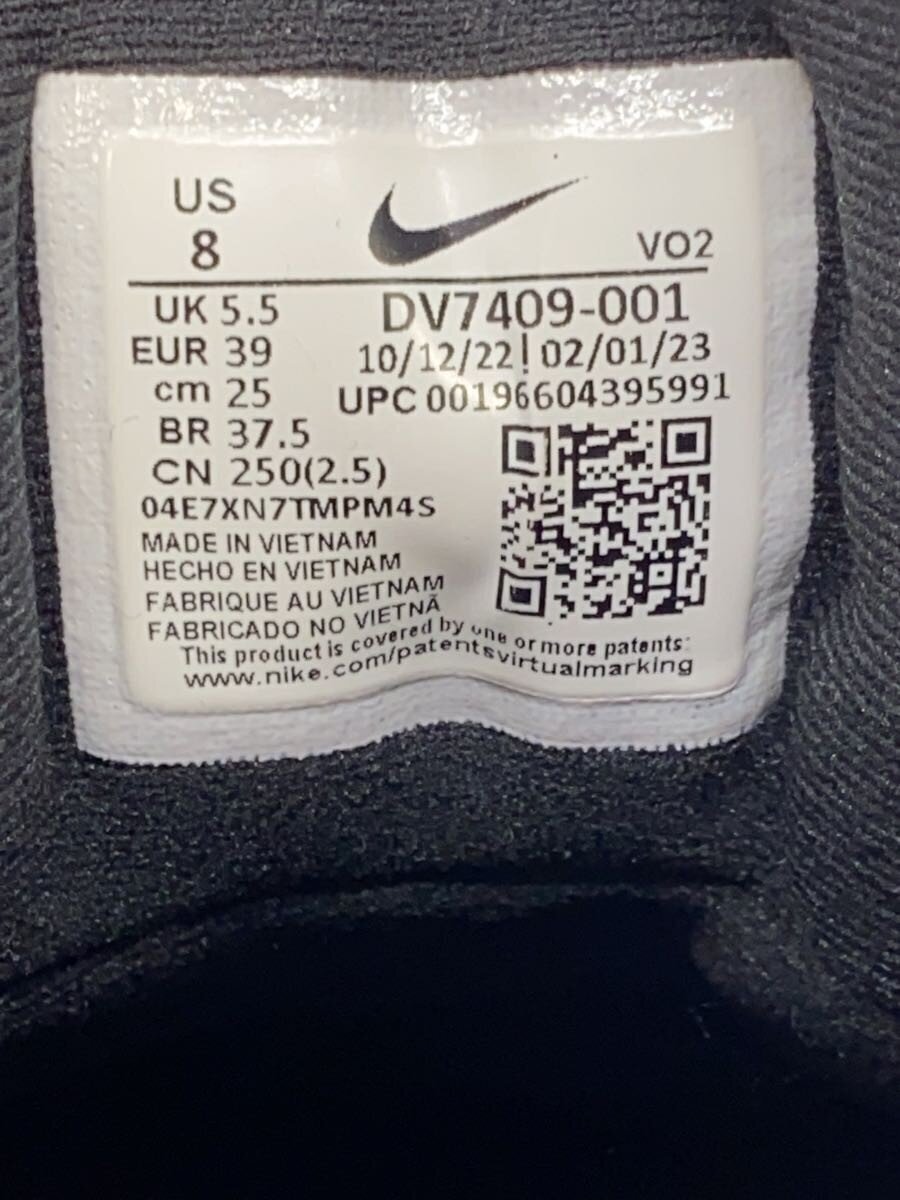 US
8
VO2
UK 5.5
EUR 39
cm 25
BR 37.5
CN 250(2.5)
DV7409-001
10/12/22| 02/01/23
UPC 00196604395991
04E7XN7TMPM4S
MADE IN VIETNAM
HECHO EN VIETNAM
FABRIQUE AU VIETNAM
FABRICADO NO VIETNÃ
This product is covered by one or more patents:
www.nike.com/patentsvirtualmarking